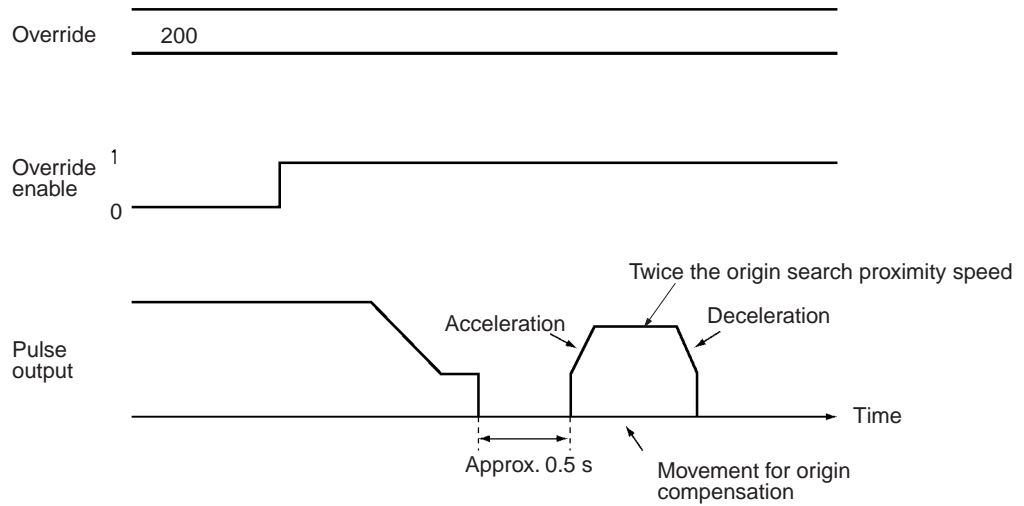 Override
200
Override
enable
1
0
Twice the origin search proximity speed
Acceleration
Deceleration
Pulse
output
Time
Approx. 0.5 s
Movement for origin
compensation